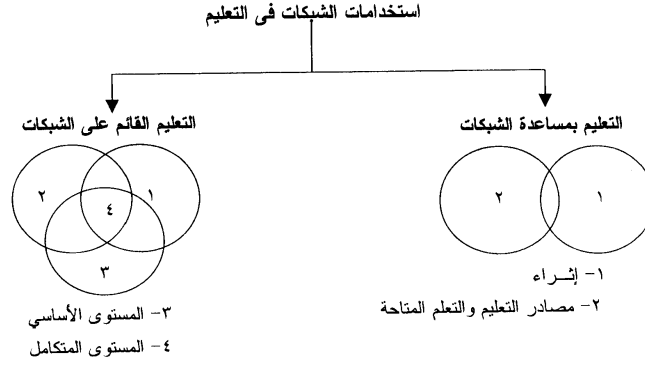 استخدامات الشبكات فى التعليم
التعليم بمساعدة الشبكات
١
٢
١- إثــراء
٢- مصادر التعليم والتعلم المتاحة
التعليم القائم على الشبكات
١
٢
٤
٣
٣- المستوى الأساسي
٤- المستوى المتكامل